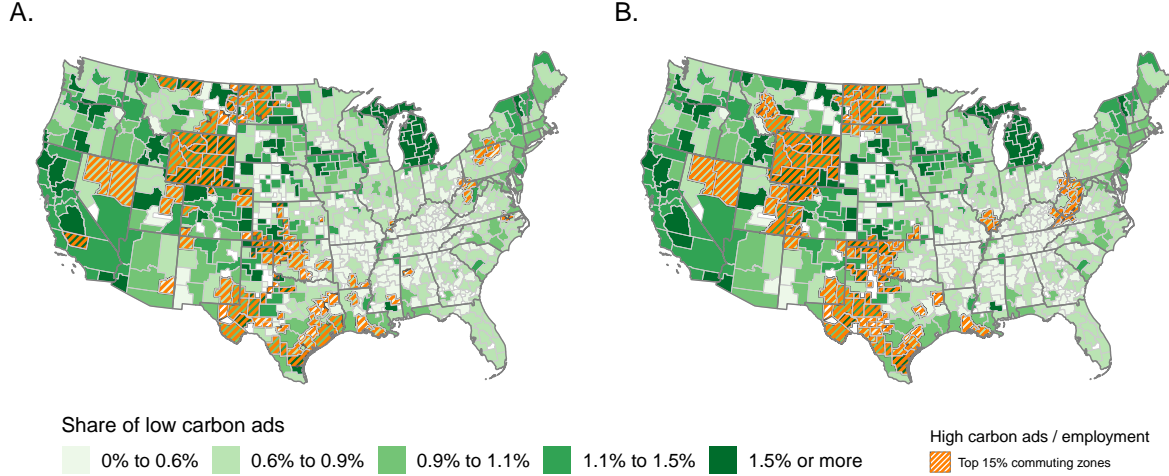 A.
B.
Share of low carbon ads
0% to 0.6%
0.6% to 0.9%
0.9% to 1.1%
1.1% to 1.5%
1.5% or more
High carbon ads / employment
Top 15% commuting zones